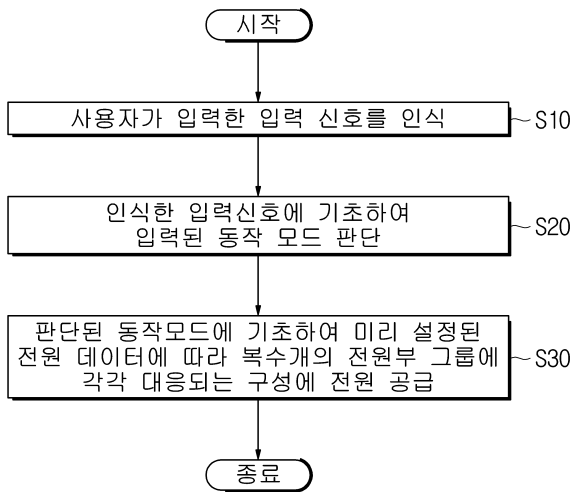 시작
사용자가 입력한 입력 신호를 인식
S10
인식한 입력신호에 기초하여
입력된 동작 모드 판단
S20
판단된 동작모드에 기초하여 미리 설정된
전원 데이터에 따라 복수개의 전원부 그룹에
각각 대응되는 구성에 전원 공급
S30
종료